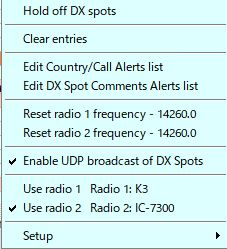 Hold off DX spots
Clear entries
Edit Country/Call Alerts list
Edit DX Spot Comments Alerts list
Reset radio 1 frequency - 14260.0
Reset radio 2 frequency - 14260.0
Enable UDP broadcast of DX Spots
Use radio 1 Radio 1: K3
Use radio 2 Radio 2: IC-7300
Setup